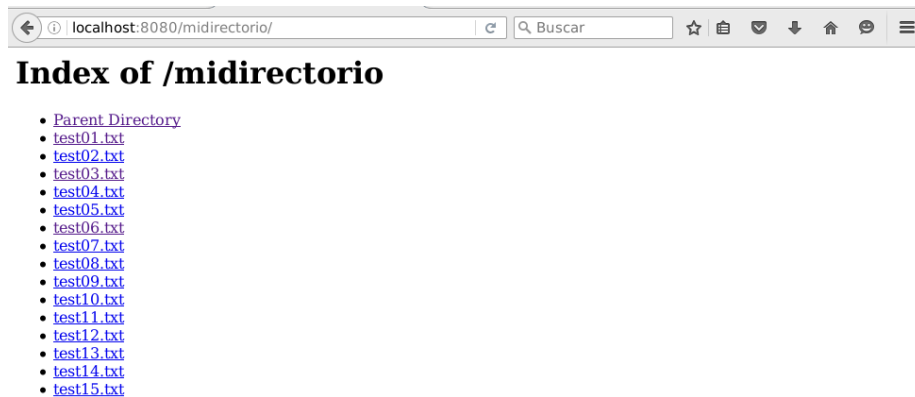 localhost:8080/midirectorio/
Buscar
Index of /midirectorio
Parent Directory
test01.txt
test02.txt
test03.txt
test04.txt
test05.txt
test06.txt
test07.txt
test08.txt
test09.txt
test10.txt
test11.txt
test12.txt
test13.txt
test14.txt
test15.txt